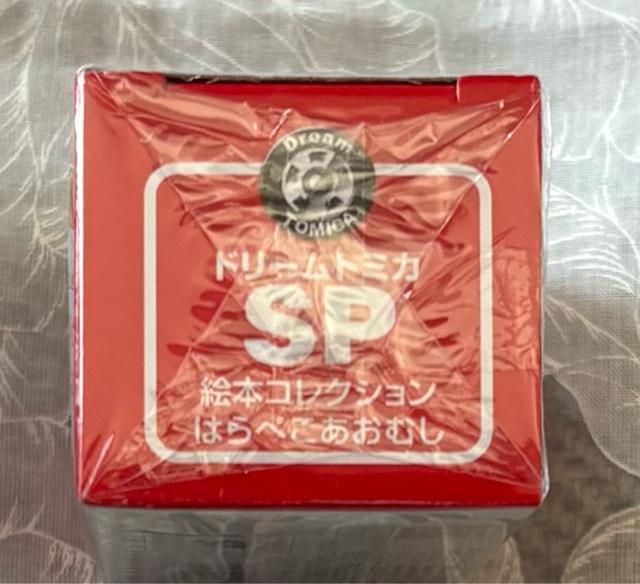 Dream
TOMICA
ドリームトミカ
SP
絵本コレクション
はらぺこあおむし